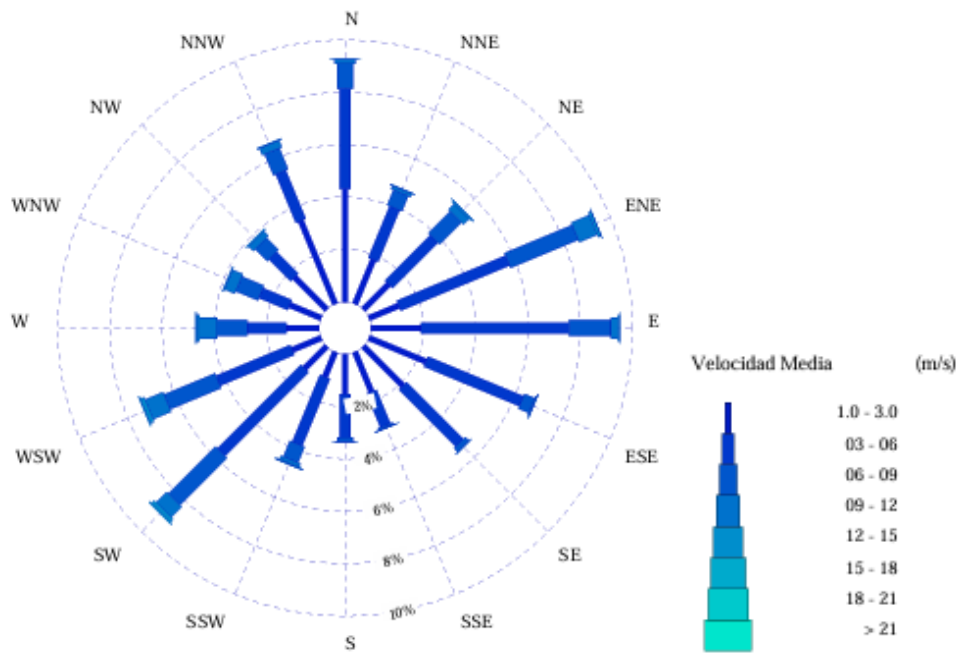 N
NNW
NNE
NW
NE
WNW
ENE
W
E
WSW
ESE
SW
SE
SSW
SSE
S
2%
4%
6%
8%
10%
Velocidad Media (m/s)
1.0 - 3.0
03 - 06
06 - 09
09 - 12
12 - 15
15 - 18
18 - 21
> 21